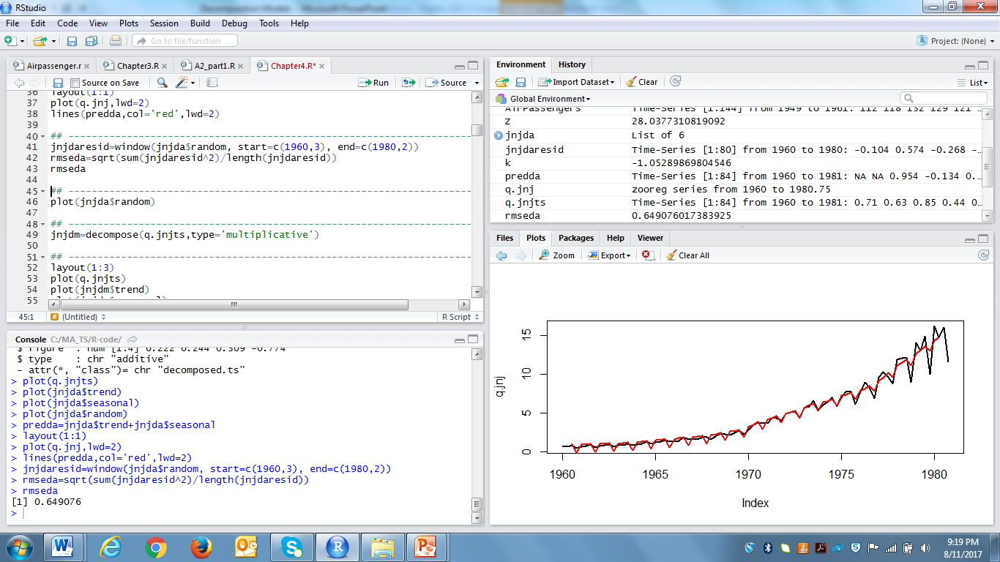 RStudio
File Edit Code View Plots Session Build Debug Tools Help
Go to file/function
Project: (None)
Airpassenger.r
Chapter3.R
A2_part1.R
Chapter4.R*
Source on Save
Run
Source
36 layout(1:1)
37 plot(q.jnj,lwd=2)
38 lines(predda,col='red',lwd=2)
39
40 ## ----------------------------------------------------------------------
41 jnjdaresid=window(jnjda$random, start=c(1960,3), end=c(1980,2))
42 rmseda=sqrt(sum(jnjdaresid^2)/length(jnjdaresid))
43 rmseda
44
45 ## ----------------------------------------------------------------------
46 plot(jnjda$random)
47
48 ## ----------------------------------------------------------------------
49 jnjdm=decompose(q.jnjts,type='multiplicative')
50
51 ## ----------------------------------------------------------------------
52 layout(1:3)
53 plot(q.jnjts)
54 plot(jnjdm$trend)
55
45:1 # (Untitled) R Script
Console C:/MA_TS/R-code/
$ figure : num [1:4] 0.222 0.244 0.309 -0.774
$ type : chr "additive"
- attr(*, "class")= chr "decomposed.ts"
> plot(q.jnjts)
> plot(jnjda$trend)
> plot(jnjda$seasonal)
> plot(jnjda$random)
> predda=jnjda$trend+jnjda$seasonal
> layout(1:1)
> plot(q.jnj,lwd=2)
> lines(predda,col='red',lwd=2)
> jnjdaresid=window(jnjda$random, start=c(1960,3), end=c(1980,2))
> rmseda=sqrt(sum(jnjdaresid^2)/length(jnjdaresid))
> rmseda
[1] 0.649076
>
Environment History
Import Dataset Clear List
Global Environment
AirPassengers Time-Series [1:144] from 1949 to 1961: 112 118 132 129 121 …
Z 28.0377310819092
jnjda List of 6
jnjdaresid Time-Series [1:80] from 1960 to 1980: -0.104 0.574 -0.268 -…
k -1.05289869804546
predda Time-Series [1:84] from 1960 to 1981: NA NA 0.954 -0.134 0.…
q.jnj zooreg series from 1960 to 1980.75
q.jnjts Time-Series [1:84] from 1960 to 1981: 0.71 0.63 0.85 0.44 0…
rmseda 0.649076017383925
Files Plots Packages Help Viewer
Zoom Export Clear All
q.jnj
15
10
5
0
1960 1965 1970 1975 1980
Index
9:19 PM
8/11/2017